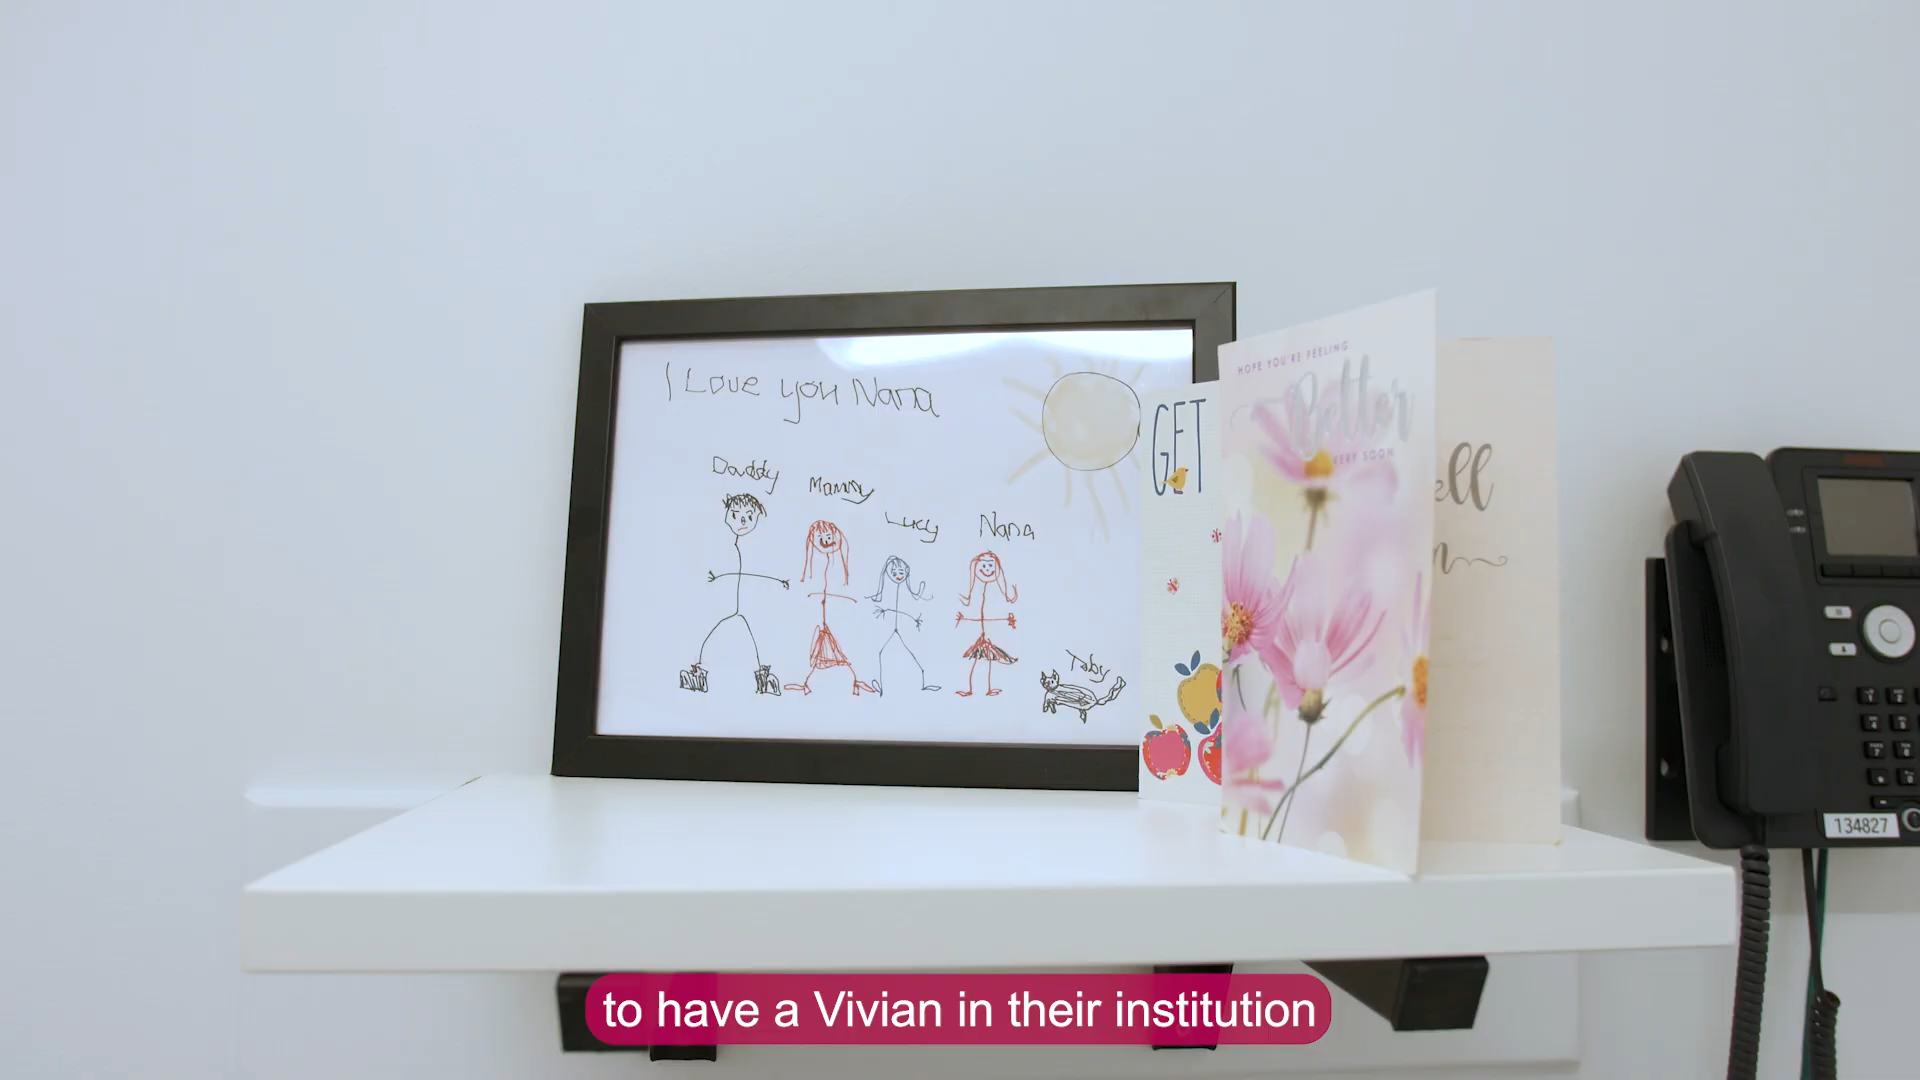 I Love you Nana
Daddy
Mammy
Lucy
Nana
Toby
GET
HOPE YOU'RE FEELING
Better
VERY SOON
134827
to have a Vivian in their institution